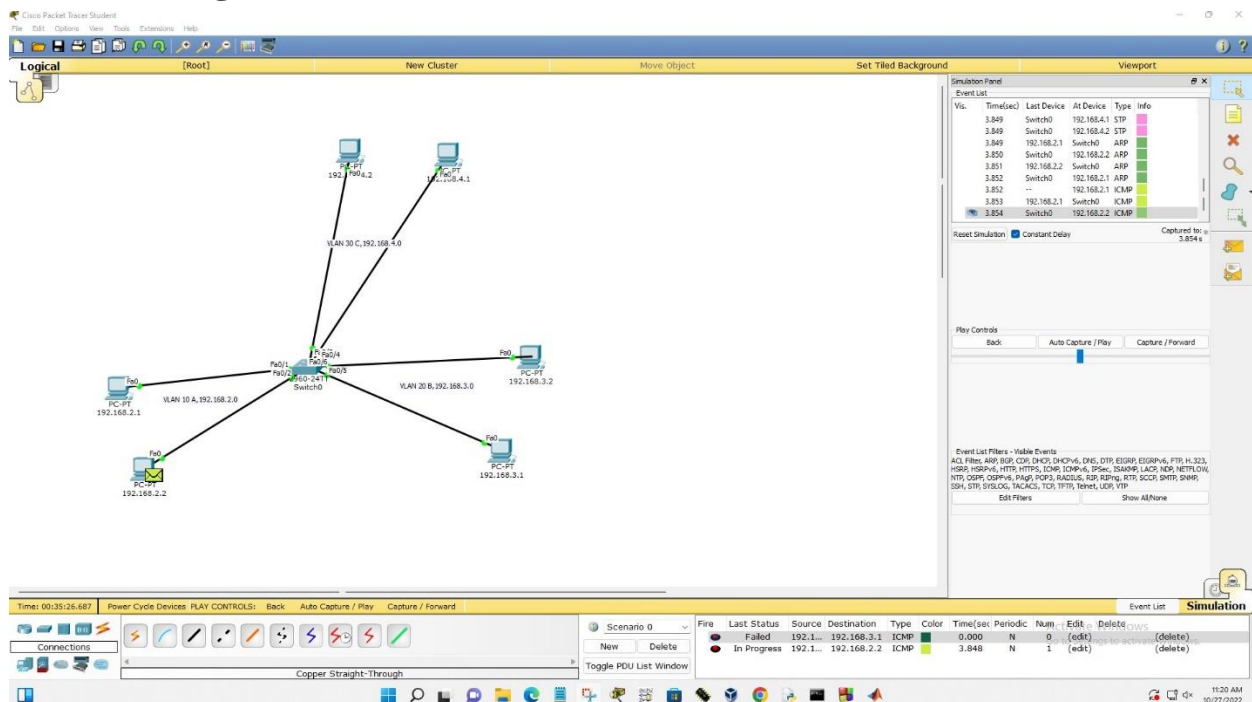 Cisco Packet Tracer Student
File Edit Options View Tools Extensions Help
Logical [Root] New Cluster Move Object Set Tiled Background Viewport
Simulation Panel
Event List
Vis. Time(sec) Last Device At Device Type Info
3.849 Switch0 192.168.4.1 STP
3.849 Switch0 192.168.4.2 STP
3.849 192.168.2.1 Switch0 ARP
3.850 Switch0 192.168.2.2 ARP
3.851 192.168.2.2 Switch0 ARP
3.852 Switch0 192.168.2.1 ARP
3.852 -- 192.168.2.1 ICMP
3.853 192.168.2.1 Switch0 ICMP
3.854 Switch0 192.168.2.2 ICMP
Reset Simulation Constant Delay Captured to:
3.854 s
Play Controls
Back Auto Capture / Play Capture / Forward
Event List Filters - Visible Events
ACL Filter, ARP, BGP, CDP, DHCP, DHCPv6, DNS, DTP, EIGRP, EIGRPv6, FTP, H.323,
HSRP, HSRPv6, HTTP, HTTPS, ICMP, ICMPv6, IPSec, ISAKMP, LACP, NDP, NETFLOW,
NTP, OSPF, OSPFv6, PAgP, POP3, RADIUS, RIP, RIPng, RTP, SCCP, SMTP, SNMP,
SSH, STP, SYSLOG, TACACS, TCP, TFTP, Telnet, UDP, VTP
Edit Filters Show All/None
PC-PT
Fa0
PC-PT
Fa0
192.168.4.1
VLAN 30 C,192.168.4.0
Fa0/4
Fa0/1 Fa0/6
Fa0/2 Fa0/5
2960-24TT
Switch0
Fa0
PC-PT
192.168.3.2
VLAN 20 B,192.168.3.0
Fa0
PC-PT
192.168.2.1
VLAN 10 A,192.168.2.0
Fa0
PC-PT
192.168.3.1
Fa0
PC-PT
192.168.2.2
Time: 00:35:26.687 Power Cycle Devices PLAY CONTROLS: Back Auto Capture / Play Capture / Forward Event List Simulation
Connections
Copper Straight-Through
Scenario 0
New Delete
Toggle PDU List Window
Fire Last Status Source Destination Type Color Time(sec Periodic Num Edit Delete
Failed 192.1... 192.168.3.1 ICMP 0.000 N 0 (edit) (delete)
In Progress 192.1... 192.168.2.2 ICMP 3.848 N 1 (edit) (delete)
11:20 AM
10/27/2022